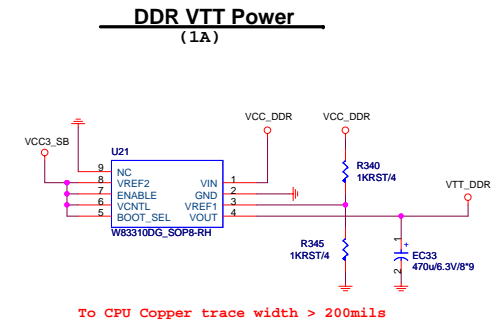 DDR VTT Power
(1A)
VCC3_SB
VCC_DDR
VCC_DDR
VTT_DDR
U21
9 NC
8 VREF2
7 ENABLE
6 VCNTL
5 BOOT_SEL
VIN 1
GND 2
VREF1 3
VOUT 4
W83310DG_SOP8-RH
R340
1KRST/4
R345
1KRST/4
1
+
2
EC33
470u/6.3V/8*9
To CPU Copper trace width > 200mils